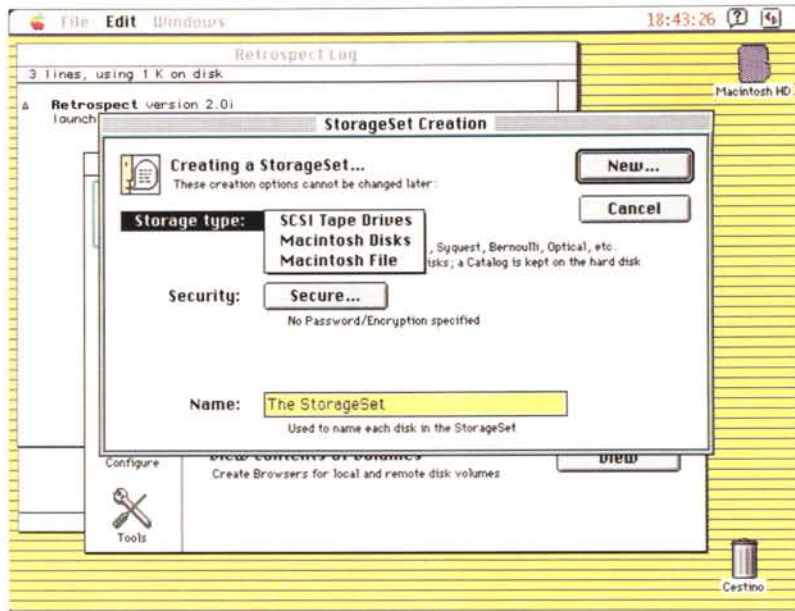 File Edit Windows 18:43:26
Retrospect Log
3 lines, using 1 K on disk
Macintosh HD
Retrospect version 2.0i
launch
StorageSet Creation
Creating a StorageSet...
These creation options cannot be changed later:
New...
Cancel
Storage type:
SCSI Tape Drives
Macintosh Disks
Macintosh File
, Syquest, Bernoulli, Optical, etc.
isks; a Catalog is kept on the hard disk
Security:
Secure...
No Password/Encryption specified
Name:
The StorageSet
Used to name each disk in the StorageSet
Configure
View contents of volumes
View
Create Browsers for local and remote disk volumes
Tools
Cestino